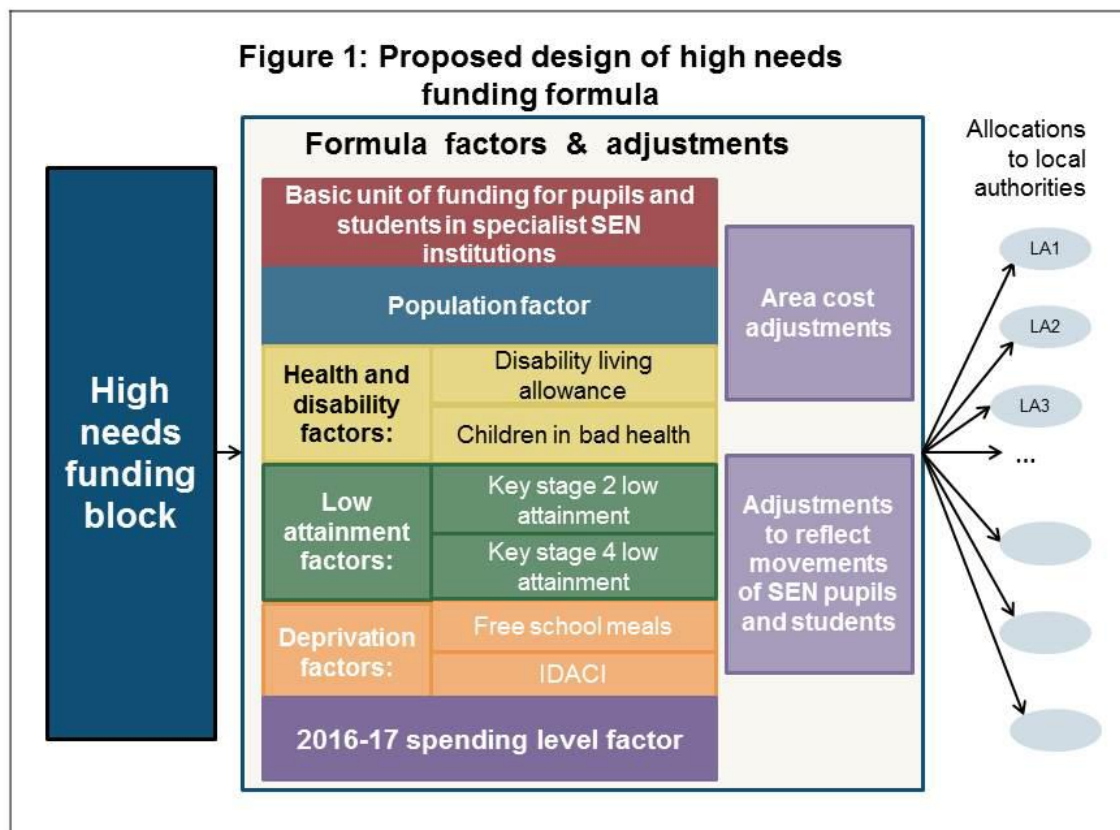 Figure 1: Proposed design of high needs
funding formula
Formula factors & adjustments
High
needs
funding
block
Basic unit of funding for pupils and
students in specialist SEN
institutions
Population factor
Health and
disability
factors:
Disability living
allowance
Children in bad health
Low
attainment
factors:
Key stage 2 low
attainment
Key stage 4 low
attainment
Deprivation
factors:
Free school meals
IDACI
2016-17 spending level factor
Area cost
adjustments
Adjustments
to reflect
movements
of SEN pupils
and students
Allocations
to local
authorities
LA1
LA2
LA3
...